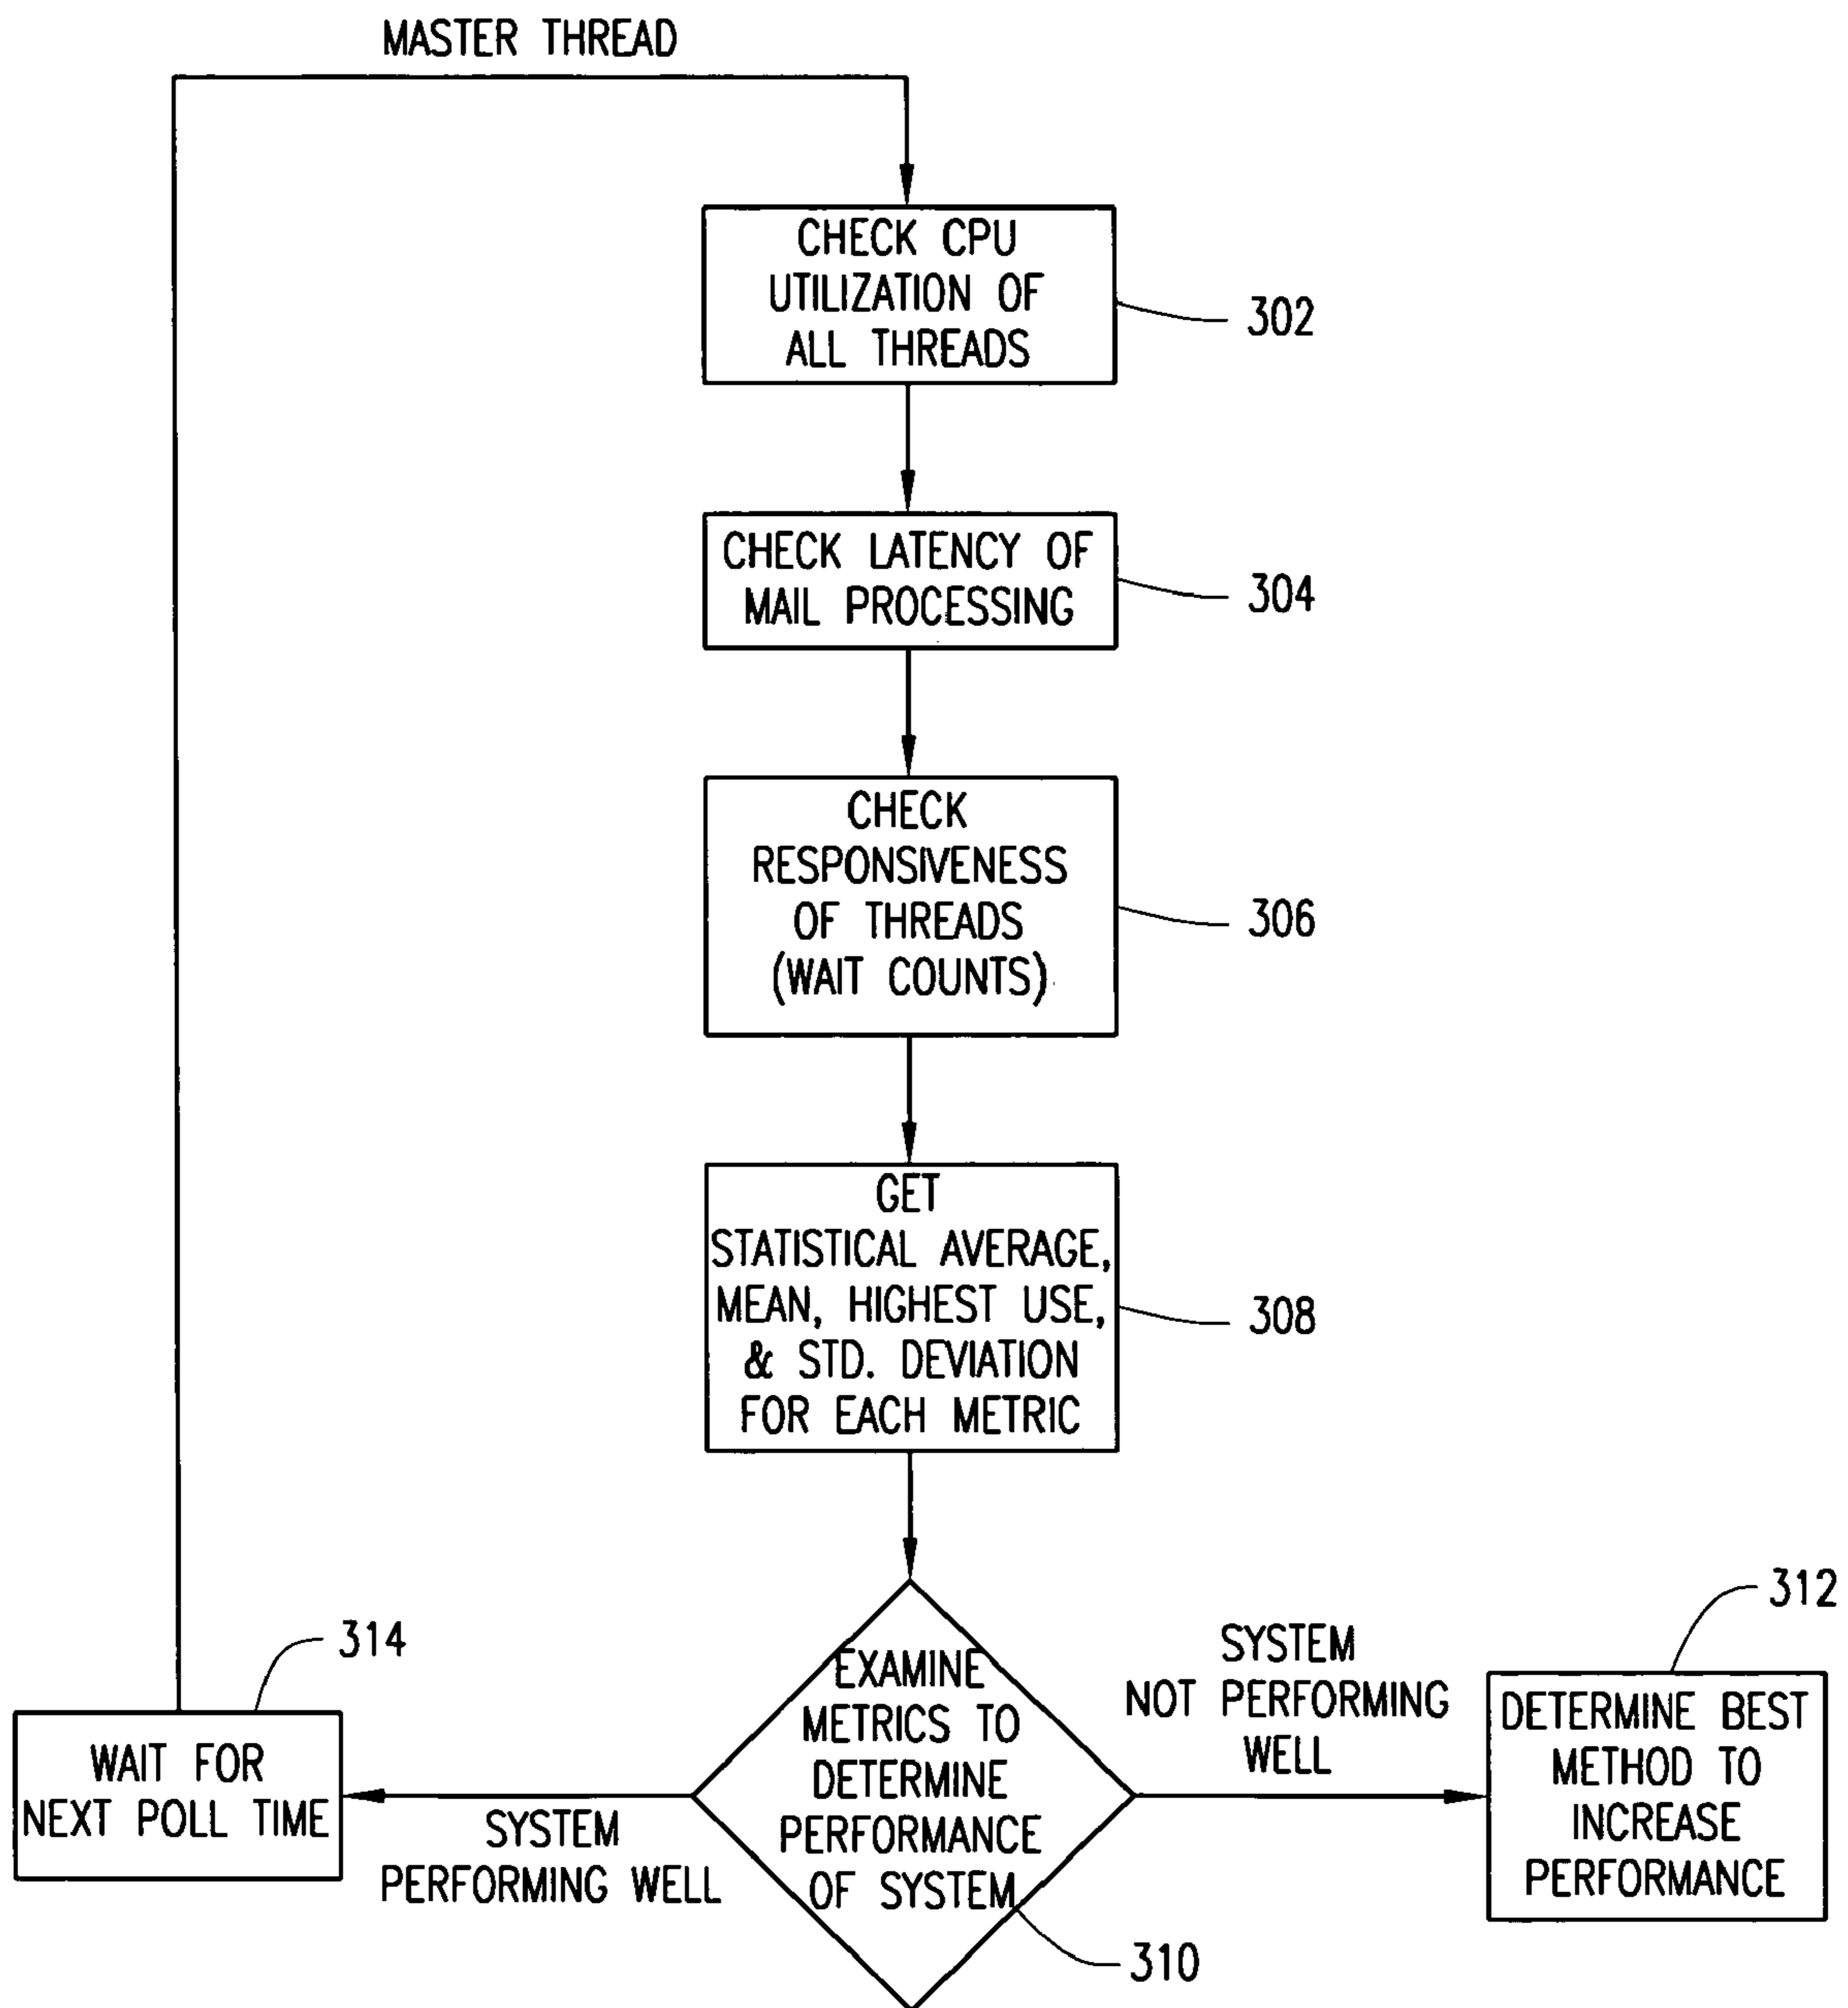 MASTER THREAD
CHECK CPU
UTILIZATION OF
ALL THREADS
302
CHECK LATENCY OF
MAIL PROCESSING
304
CHECK
RESPONSIVENESS
OF THREADS
(WAIT COUNTS)
306
GET
STATISTICAL AVERAGE,
MEAN, HIGHEST USE,
& STD. DEVIATION
FOR EACH METRIC
308
EXAMINE
METRICS TO
DETERMINE
PERFORMANCE
OF SYSTEM
310
SYSTEM
NOT PERFORMING
WELL
312
DETERMINE BEST
METHOD TO
INCREASE
PERFORMANCE
SYSTEM
PERFORMING WELL
314
WAIT FOR
NEXT POLL TIME